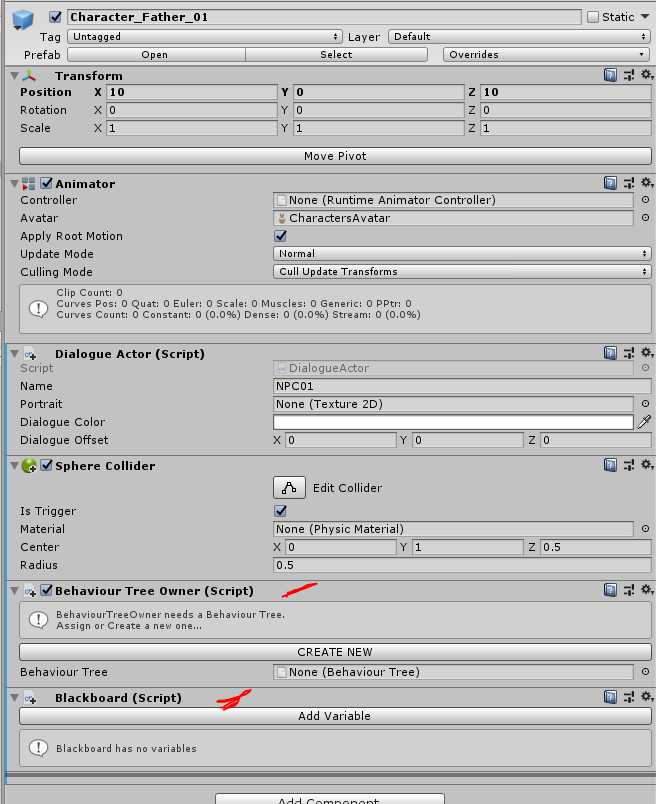 Character_Father_01 Static
Tag Untagged Layer Default
Prefab Open Select Overrides
Transform
Position X 10 Y 0 Z 10
Rotation X 0 Y 0 Z 0
Scale X 1 Y 1 Z 1
Move Pivot
Animator
Controller None (Runtime Animator Controller)
Avatar CharactersAvatar
Apply Root Motion
Update Mode Normal
Culling Mode Cull Update Transforms
Clip Count: 0
Curves Pos: 0 Quat: 0 Euler: 0 Scale: 0 Muscles: 0 Generic: 0 PPtr: 0
Curves Count: 0 Constant: 0 (0.0%) Dense: 0 (0.0%) Stream: 0 (0.0%)
Dialogue Actor (Script)
Script DialogueActor
Name NPC01
Portrait None (Texture 2D)
Dialogue Color
Dialogue Offset X 0 Y 0 Z 0
Sphere Collider
Edit Collider
Is Trigger
Material None (Physic Material)
Center X 0 Y 1 Z 0.5
Radius 0.5
Behaviour Tree Owner (Script)
BehaviourTreeOwner needs a Behaviour Tree.
Assign or Create a new one...
CREATE NEW
Behaviour Tree None (Behaviour Tree)
Blackboard (Script)
Add Variable
Blackboard has no variables
Add Component